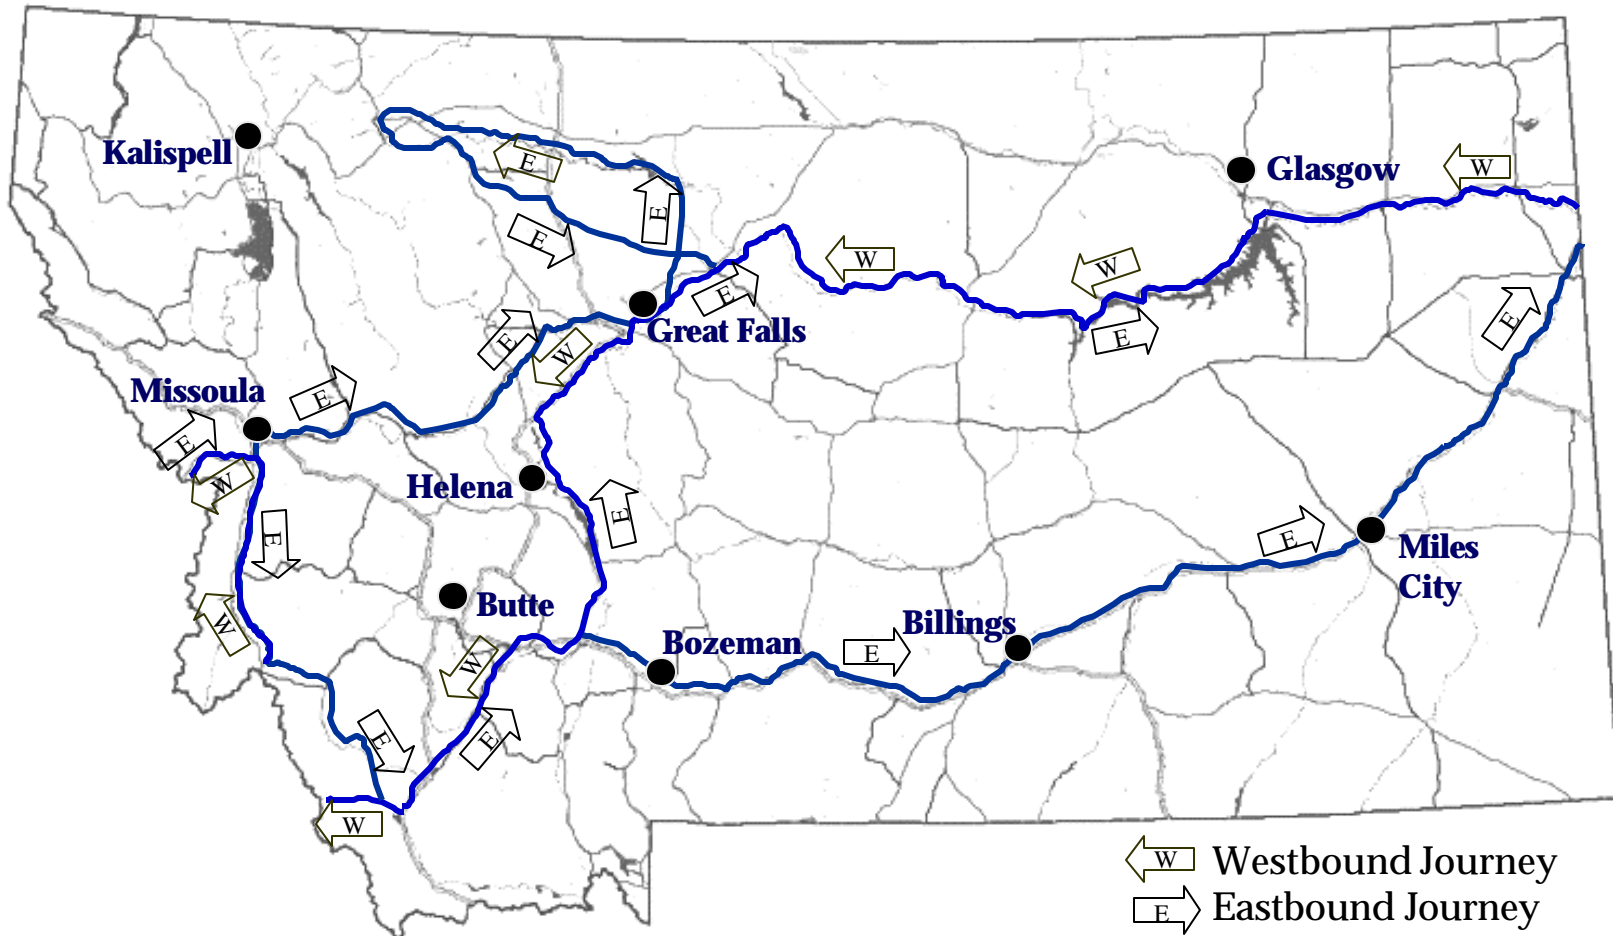 Kalispell
E
W
Glasgow
E
E
W
W
E
Great Falls
E
W
E
E
Missoula
E
E
W
Helena
E
E
E
Miles
City
W
Butte
Billings
W
Bozeman
E
E
E
W
W
Westbound Journey
E
Eastbound Journey